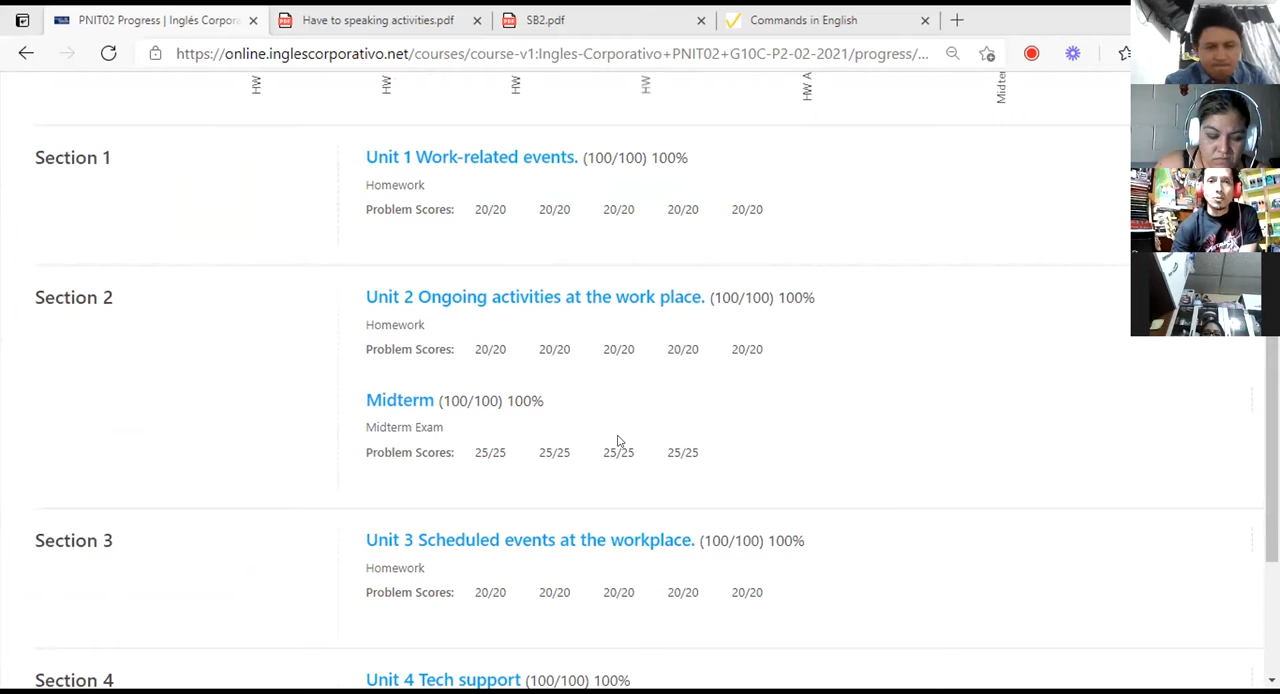 PNIT02 Progress | Inglés Corpora
Have to speaking activities.pdf
SB2.pdf
Commands in English
https://online.inglescorporativo.net/courses/course-v1:Ingles-Corporativo+PNIT02+G10C-P2-02-2021/progress/...
HW HW HW HW HW A Midter
Section 1
Unit 1 Work-related events. (100/100) 100%
Homework
Problem Scores: 20/20 20/20 20/20 20/20 20/20
Section 2
Unit 2 Ongoing activities at the work place. (100/100) 100%
Homework
Problem Scores: 20/20 20/20 20/20 20/20 20/20
Midterm (100/100) 100%
Midterm Exam
Problem Scores: 25/25 25/25 25/25 25/25
Section 3
Unit 3 Scheduled events at the workplace. (100/100) 100%
Homework
Problem Scores: 20/20 20/20 20/20 20/20 20/20
Section 4
Unit 4 Tech support (100/100) 100%